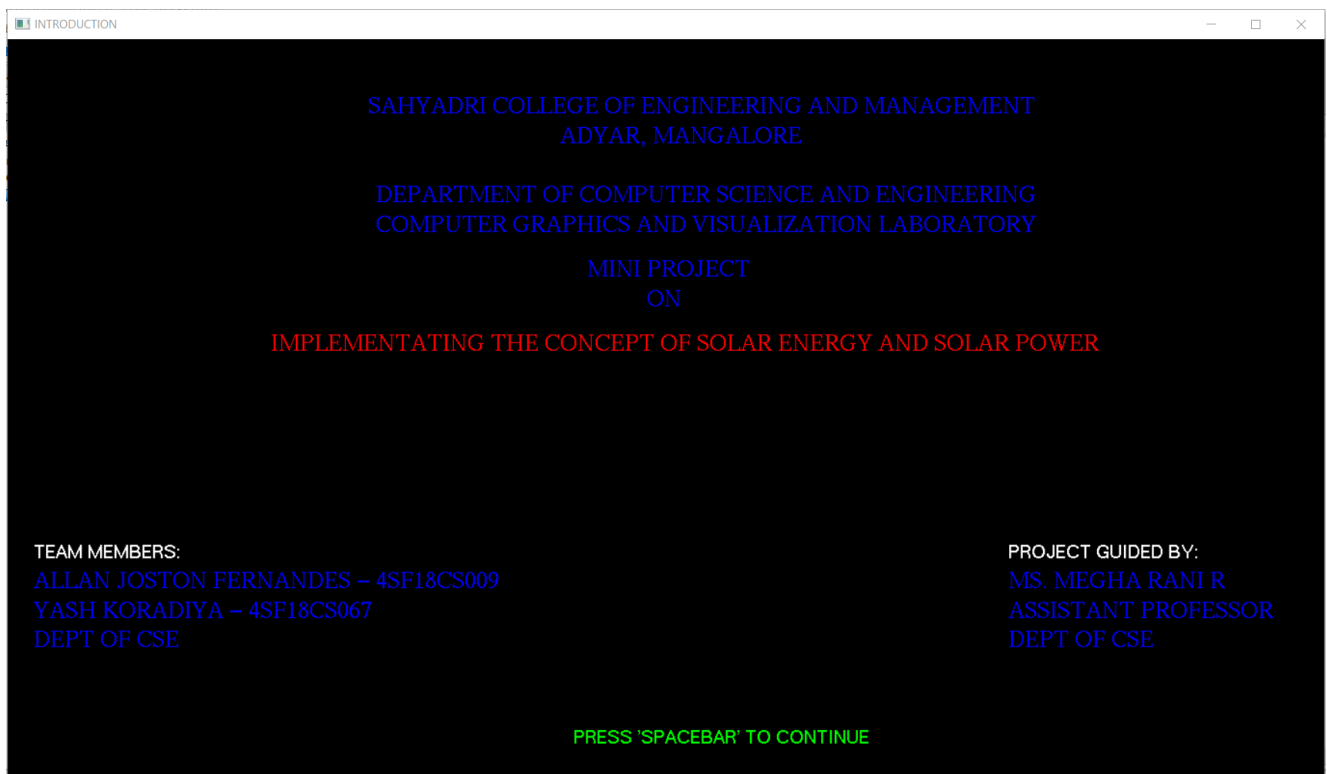 INTRODUCTION
SAHYADRI COLLEGE OF ENGINEERING AND MANAGEMENT
ADYAR, MANGALORE
DEPARTMENT OF COMPUTER SCIENCE AND ENGINEERING
COMPUTER GRAPHICS AND VISUALIZATION LABORATORY
MINI PROJECT
ON
IMPLEMENTATING THE CONCEPT OF SOLAR ENERGY AND SOLAR POWER
TEAM MEMBERS:
ALLAN JOSTON FERNANDES – 4SF18CS009
YASH KORADIYA – 4SF18CS067
DEPT OF CSE
PROJECT GUIDED BY:
MS. MEGHA RANI R
ASSISTANT PROFESSOR
DEPT OF CSE
PRESS 'SPACEBAR' TO CONTINUE